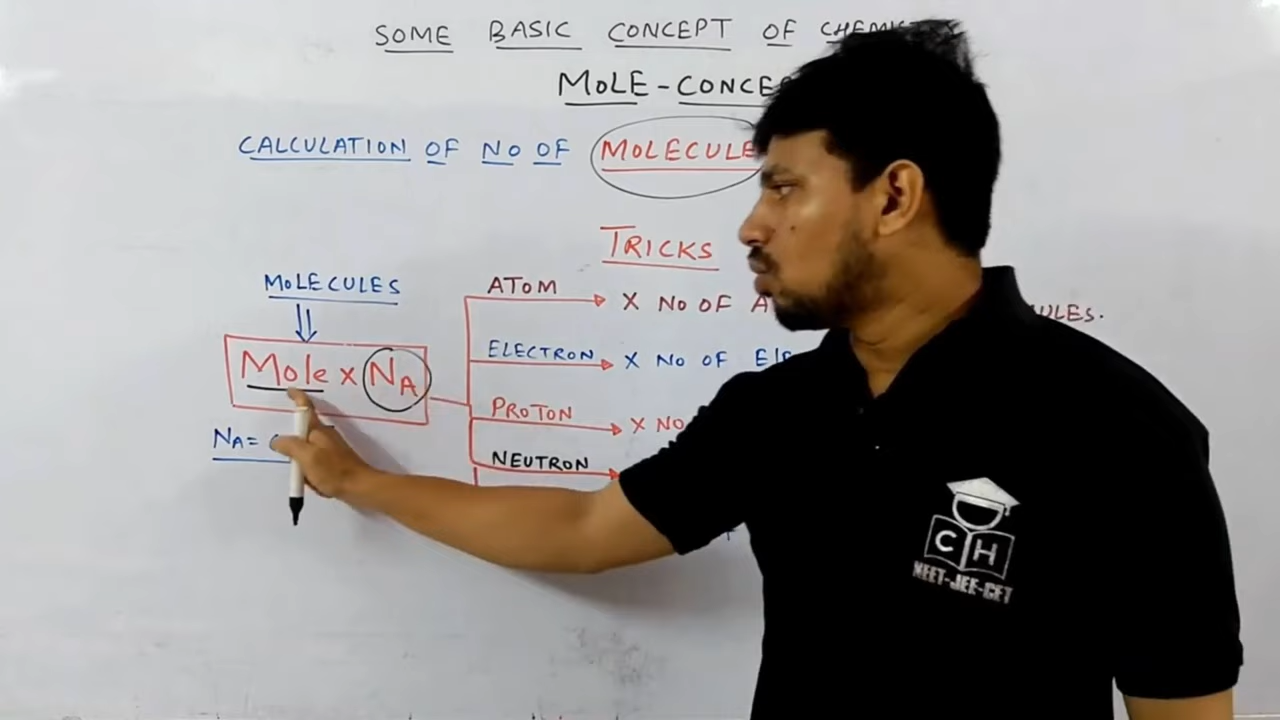 SOME BASIC CONCEPT OF
MOLE-CONCE
CALCULATION OF NO OF MOLECULE
TRICKS
MOLECULES
ATOM X NO OF A ULES.
Mole x NA
ELECTRON X NO OF
PROTON X NO
NA=
NEUTRON
CH
NEET-JEE-CET